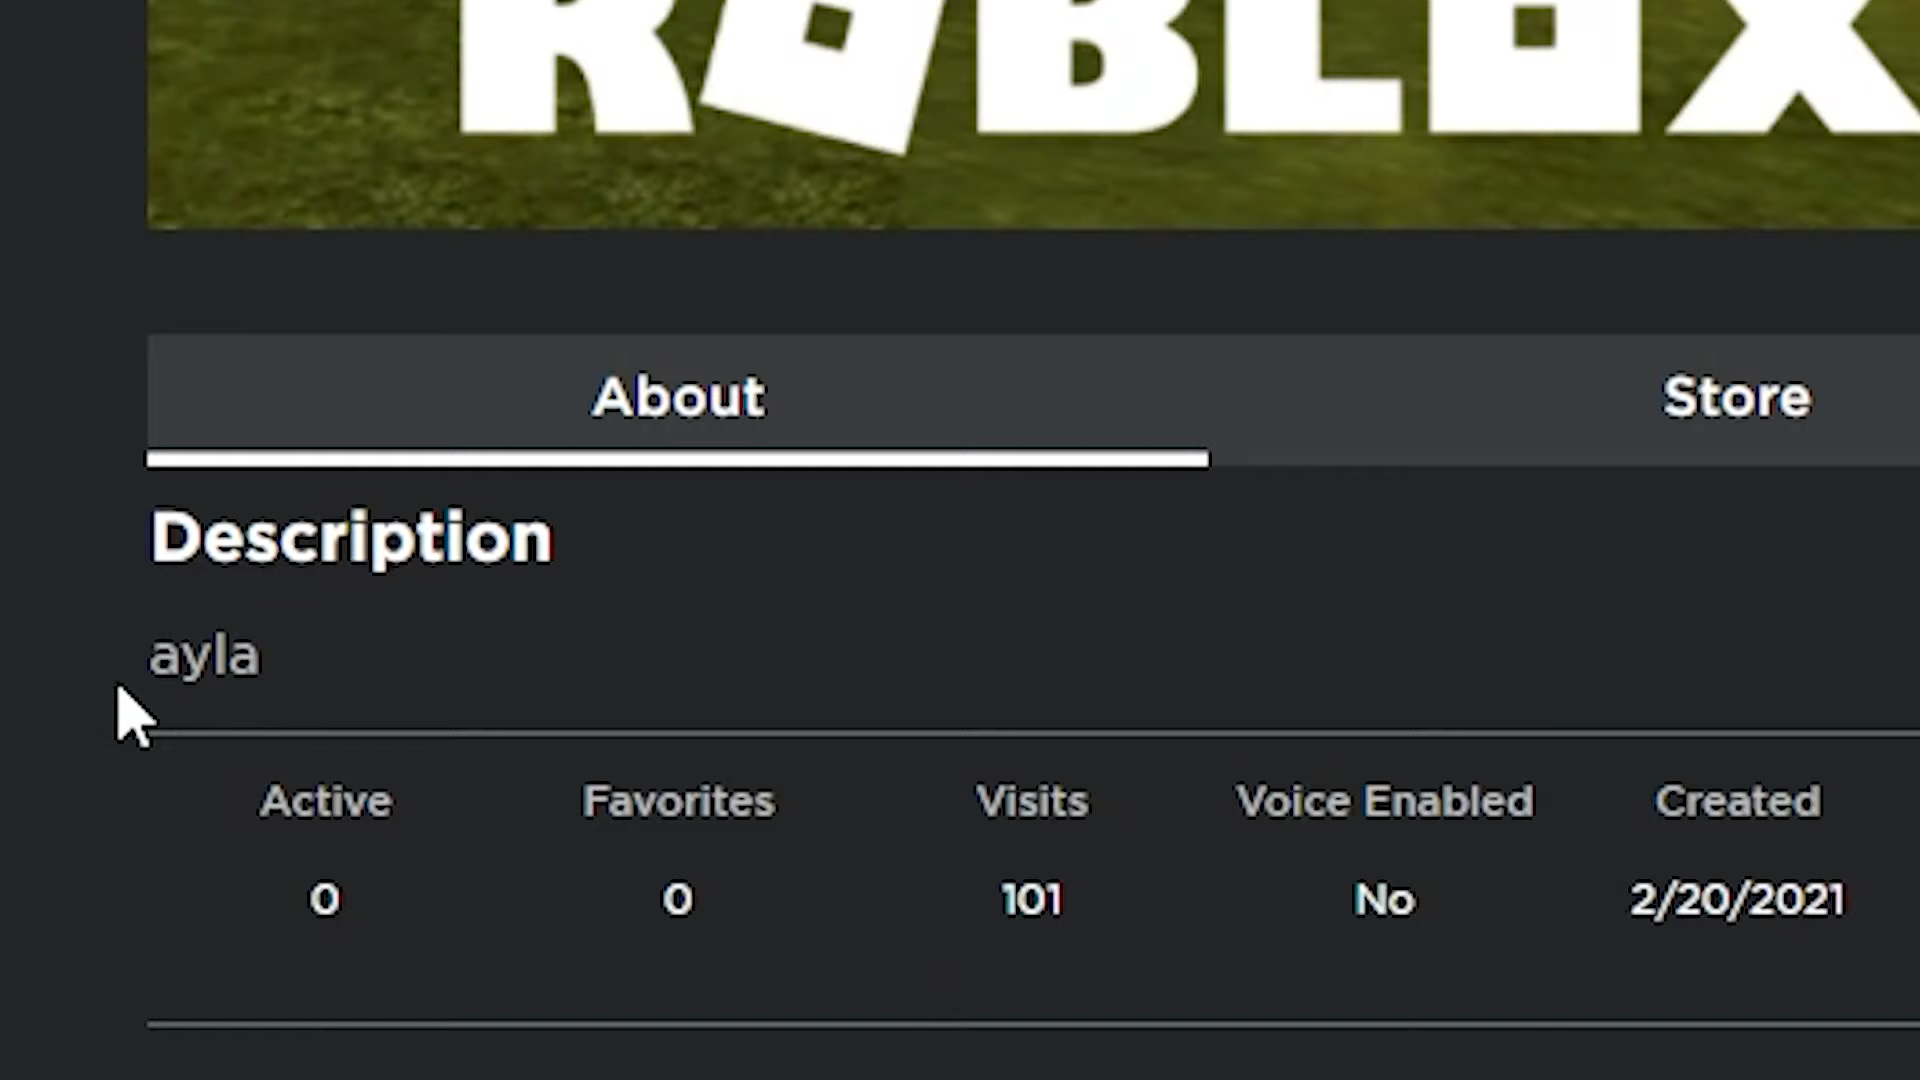 ROBLOX
About Store
Description
ayla
Active Favorites Visits Voice Enabled Created
0 0 101 No 2/20/2021